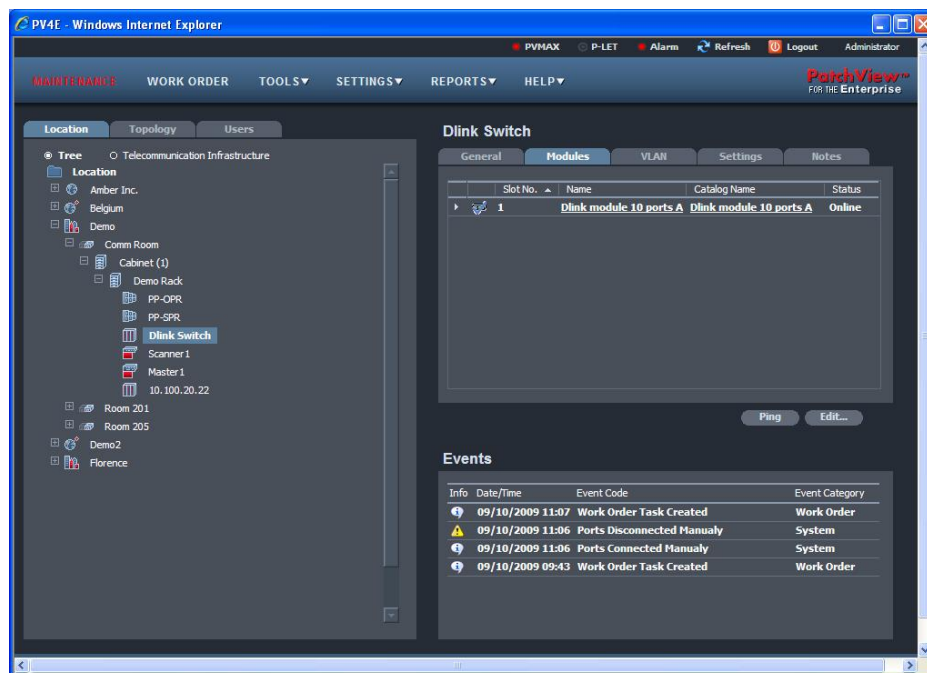 PV4E - Windows Internet Explorer
PVMAX P-LET Alarm Refresh Logout Administrator
MAINTENANCE WORK ORDER TOOLS▼ SETTINGS▼ REPORTS▼ HELP▼
PatchView™
FOR THE Enterprise
Location Topology Users
Tree Telecommunication Infrastructure
Location
Amber Inc.
Belgium
Demo
Comm Room
Cabinet (1)
Demo Rack
PP-OPR
PP-SPR
Dlink Switch
Scanner1
Master1
10.100.20.22
Room 201
Room 205
Demo2
Florence
Dlink Switch
General Modules VLAN Settings Notes
Slot No. Name Catalog Name Status
1 Dlink module 10 ports A Dlink module 10 ports A Online
Ping Edit...
Events
Info Date/Time Event Code Event Category
09/10/2009 11:07 Work Order Task Created Work Order
09/10/2009 11:06 Ports Disconnected Manualy System
09/10/2009 11:06 Ports Connected Manualy System
09/10/2009 09:43 Work Order Task Created Work Order